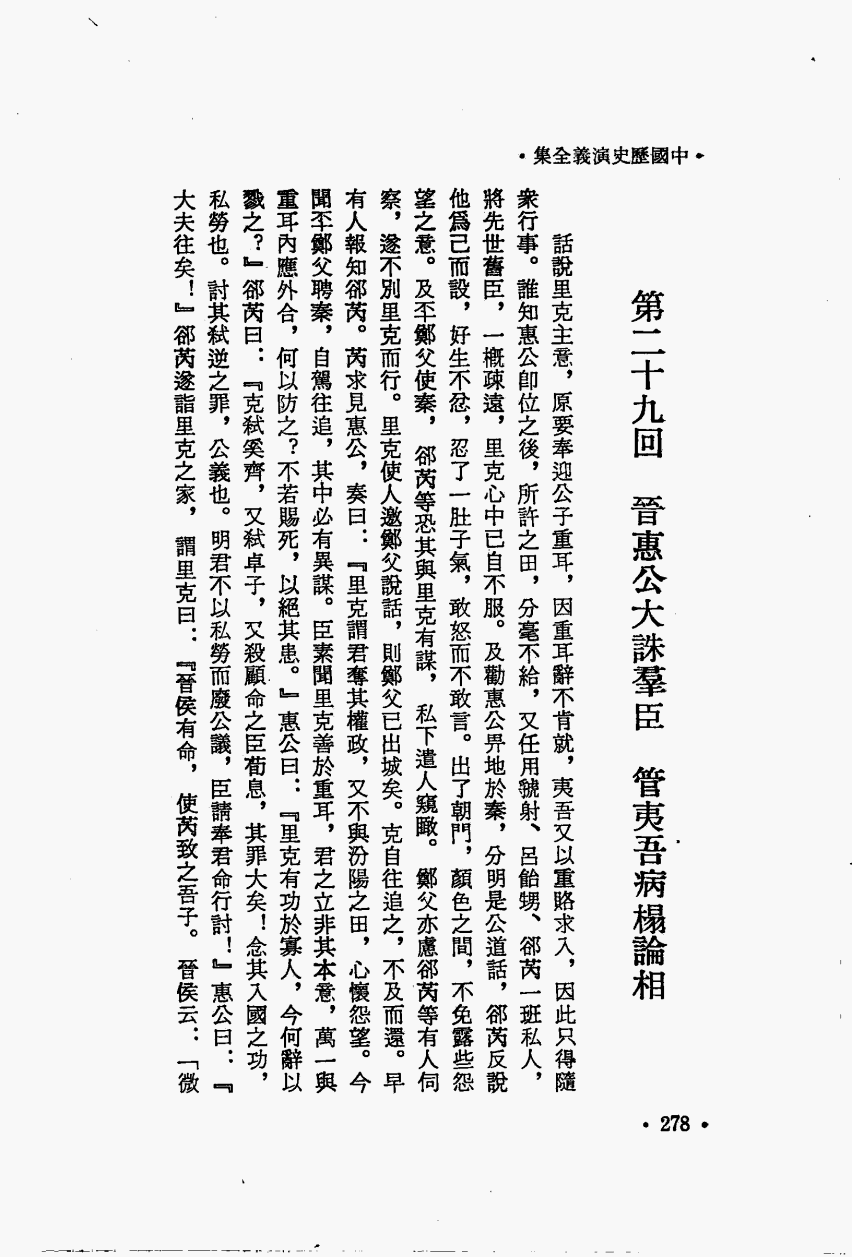 •中國歷史演義全集•
第二十九回　晉惠公大誅羣臣　管夷吾病榻論相
話說里克主意，原要奉迎公子重耳，因重耳辭不肯就，夷吾又以重賂求入，因此只得隨
衆行事。誰知惠公卽位之後，所許之田，分毫不給，又任用虢射、呂飴甥、郤芮一班私人，
將先世舊臣，一槪疎遠，里克心中已自不服。及勸惠公畀地於秦，分明是公道話，郤芮反說
他爲己而設，好生不忿，忍了一肚子氣，敢怒而不敢言。出了朝門，顏色之間，不免露些怨
望之意。及丕鄭父使秦，郤芮等恐其與里克有謀，私下遣人窺瞰。鄭父亦慮郤芮等有人伺
察，遂不別里克而行。里克使人邀鄭父說話，則鄭父已出城矣。克自往追之，不及而還。早
有人報知郤芮。芮求見惠公，奏曰：『里克謂君奪其權政，又不與汾陽之田，心懷怨望。今
聞丕鄭父聘秦，自駕往追，其中必有異謀。臣素聞里克善於重耳，君之立非其本意，萬一與
重耳內應外合，何以防之？不若賜死，以絕其患。』惠公曰：『里克有功於寡人，今何辭以
戮之？』郤芮曰：『克弒奚齊，又弒卓子，又殺顧命之臣荀息，其罪大矣！念其入國之功，
私勞也。討其弒逆之罪，公義也。明君不以私勞而廢公議，臣請奉君命行討！』惠公曰：『
大夫往矣！』郤芮遂詣里克之家，謂里克曰：『晉侯有命，使芮致之吾子。晉侯云：「微
•278•